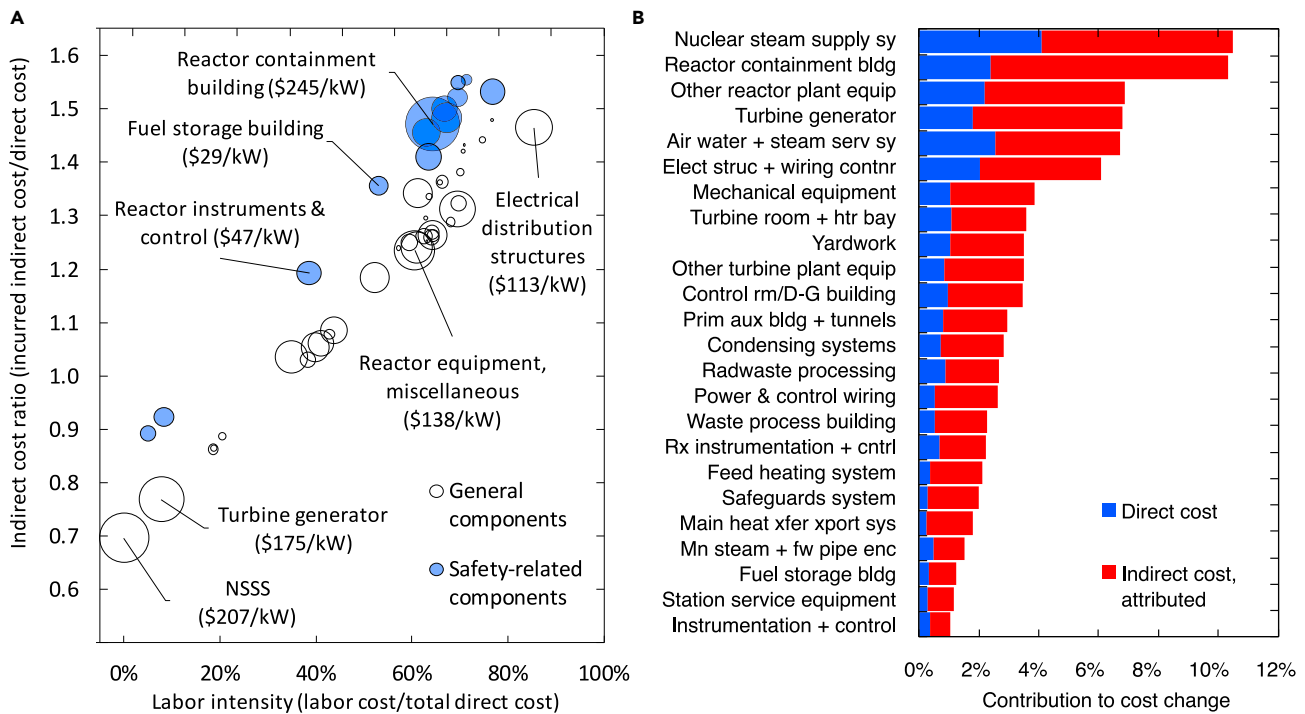 A
Indirect cost ratio (incurred indirect cost/direct cost)
1.6
1.5
1.4
1.3
1.2
1.1
1.0
0.9
0.8
0.7
0.6
Reactor containment
building ($245/kW)
Fuel storage building
($29/kW)
Reactor instruments &
control ($47/kW)
Electrical
distribution
structures
($113/kW)
Reactor equipment,
miscellaneous
($138/kW)
Turbine generator
($175/kW)
NSSS
($207/kW)
General
components
Safety-related
components
0%
20%
40%
60%
80%
100%
Labor intensity (labor cost/total direct cost)
B
Nuclear steam supply sy
Reactor containment bldg
Other reactor plant equip
Turbine generator
Air water + steam serv sy
Elect struc + wiring contnr
Mechanical equipment
Turbine room + htr bay
Yardwork
Other turbine plant equip
Control rm/D-G building
Prim aux bldg + tunnels
Condensing systems
Radwaste processing
Power & control wiring
Waste process building
Rx instrumentation + cntrl
Feed heating system
Safeguards system
Main heat xfer xport sys
Mn steam + fw pipe enc
Fuel storage bldg
Station service equipment
Instrumentation + control
Direct cost
Indirect cost,
attributed
0%
2%
4%
6%
8%
10%
12%
Contribution to cost change